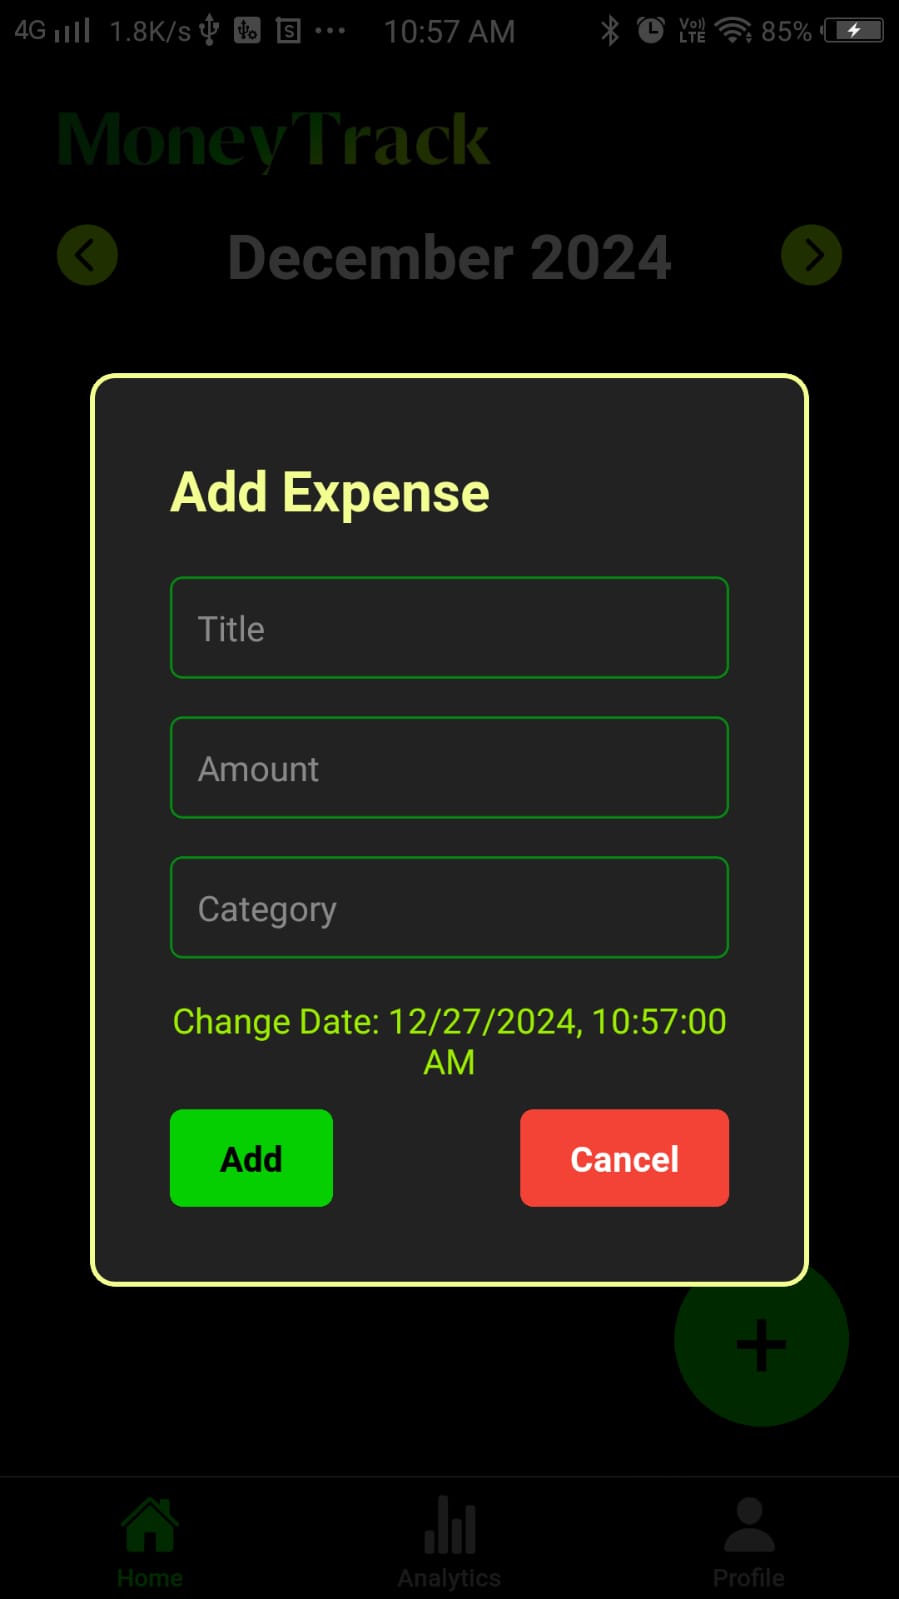 4G 1.8K/s S ... 10:57 AM Vo)) LTE 85%
MoneyTrack
December 2024
Add Expense
Title
Amount
Category
Change Date: 12/27/2024, 10:57:00
AM
Add Cancel
+
Home Analytics Profile